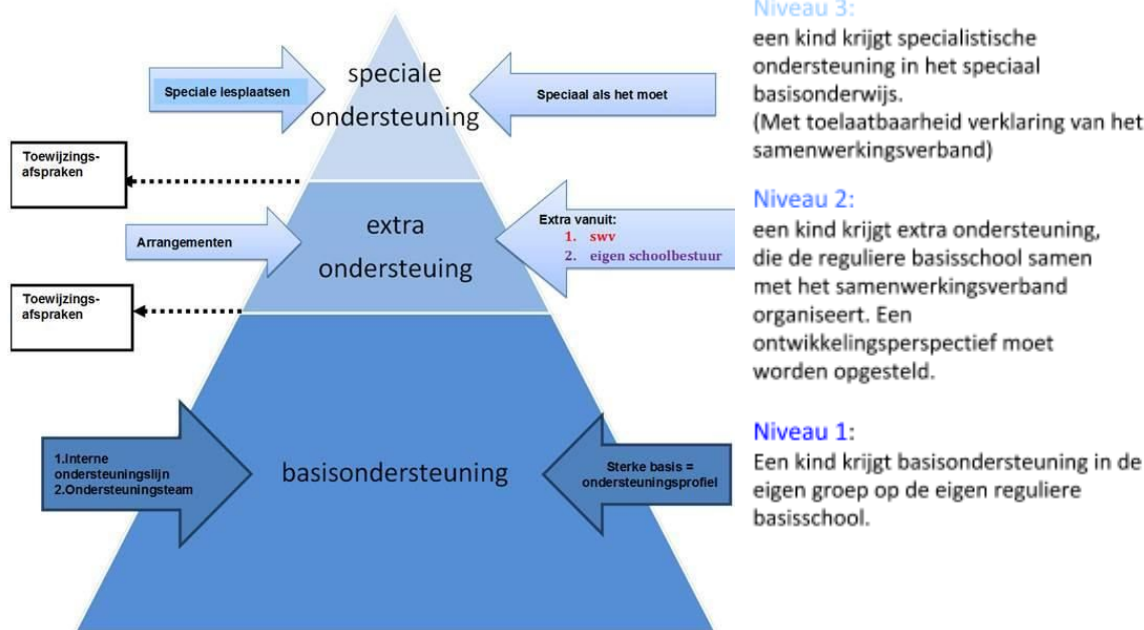 Niveau 3:
een kind krijgt specialistische
ondersteuning in het speciaal
basisonderwijs.
(Met toelaatbaarheid verklaring van het
samenwerkingsverband)
speciale
ondersteuning
Speciale lesplaatsen
Speciaal als het moet
Toewijzings-
afspraken
Niveau 2:
een kind krijgt extra ondersteuning,
die de reguliere basisschool samen
met het samenwerkingsverband
organiseert. Een
ontwikkelingsperspectief moet
worden opgesteld.
extra
ondersteuing
Arrangementen
Extra vanuit:
1. swv
2. eigen schoolbestuur
Toewijzings-
afspraken
Niveau 1:
Een kind krijgt basisondersteuning in de
eigen groep op de eigen reguliere
basisschool.
1.Interne
ondersteuningslijn
2.Ondersteuningsteam
basisondersteuning
Sterke basis =
ondersteuningsprofiel